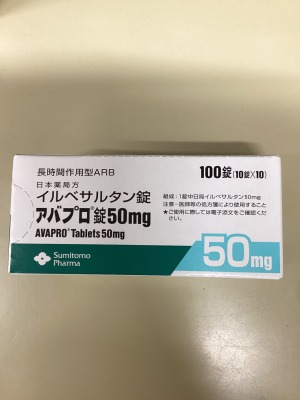 長時間作用型ARB
日本薬局方
イルベサルタン錠
アバプロ®錠50mg
AVAPRO® Tablets 50mg
Sumitomo
Pharma
100錠(10錠×10)
組成:1錠中日局イルベサルタン50mg
注意-医師等の処方箋により使用すること
★ご使用に際しては電子添文をご確認くだ
さい。
50mg